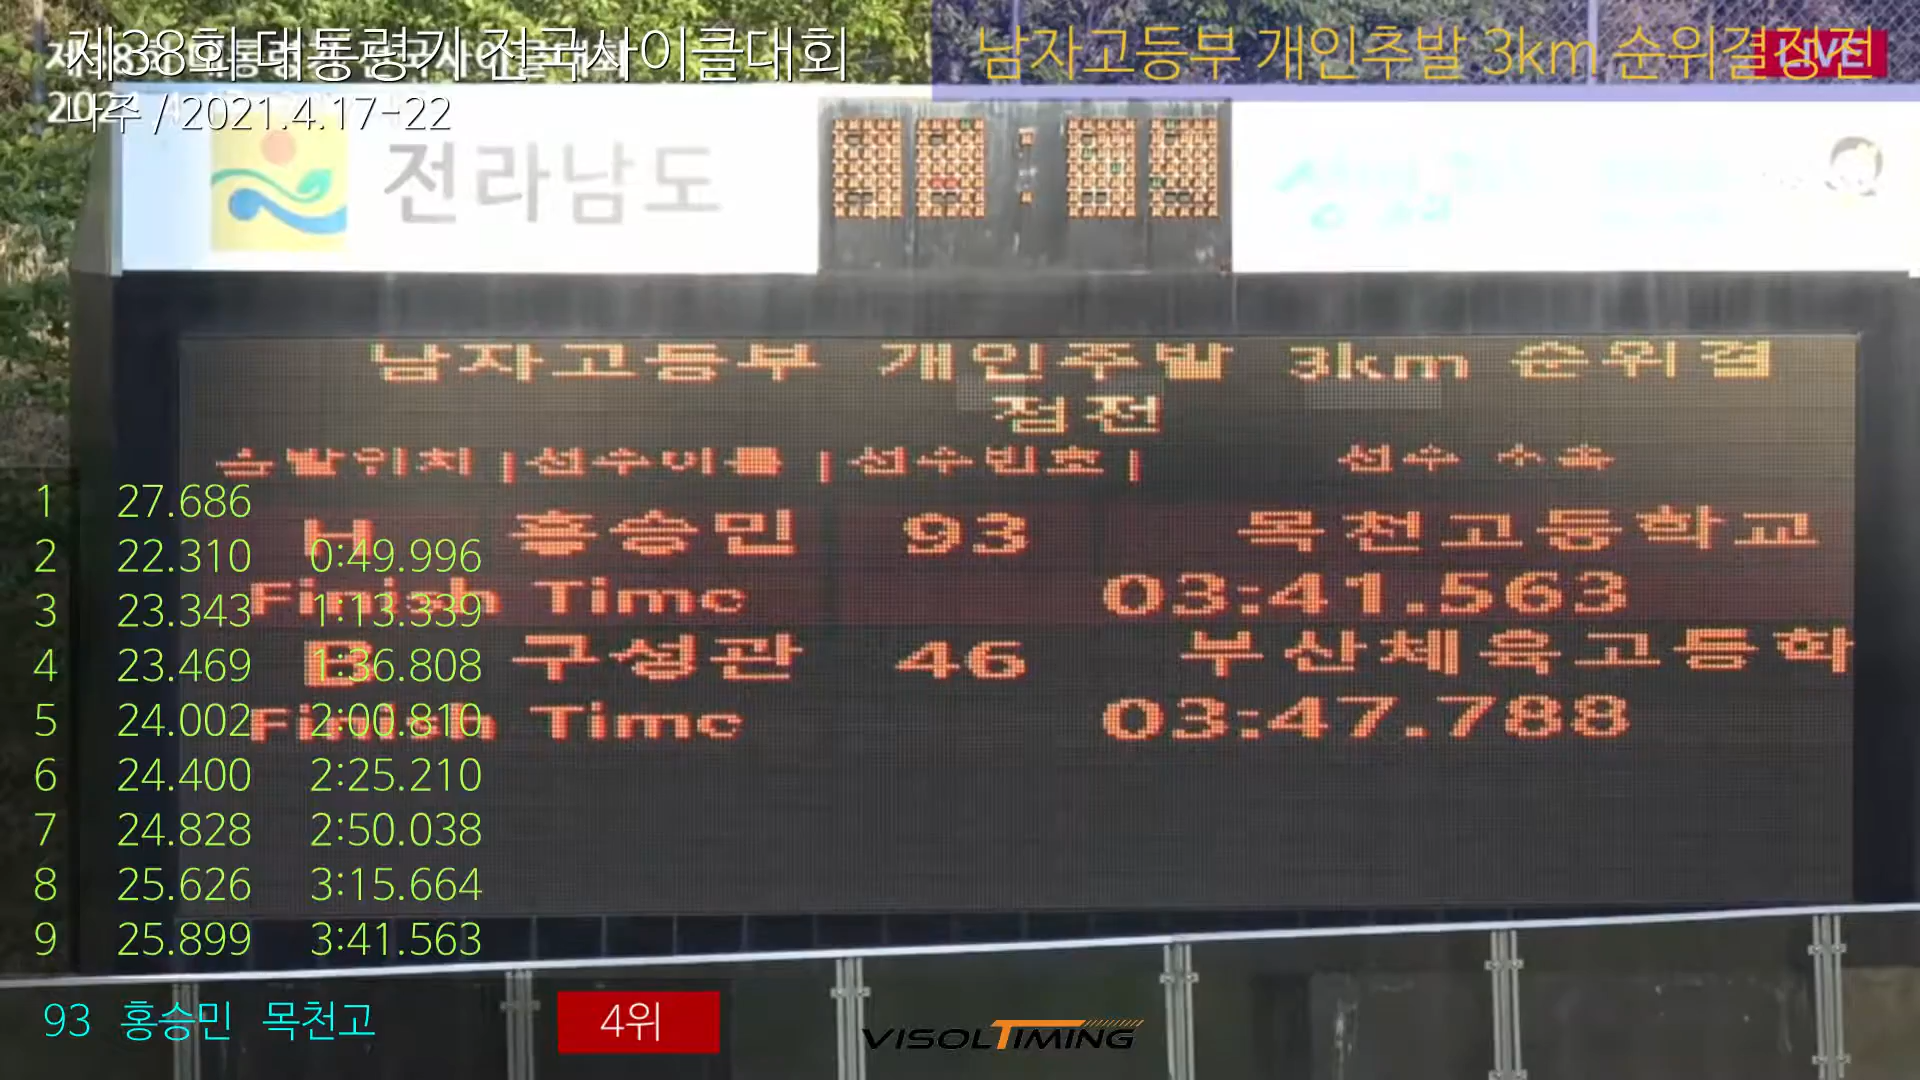 제38회 대통령기 전국사이클대회
남자고등부 개인추발 3km 순위결정전
LIVE
나주 / 2021.4.17-22
전라남도
남자고등부 개인추발 3km 순위결
정전
출발위치 | 선수이름 | 선수번호 | 선수 소속
H 홍승민 93 목천고등학교
Finish Time 03:41.563
B 구성관 46 부산체육고등학
Finish Time 03:47.788
1 27.686
2 22.310 0:49.996
3 23.343 1:13.339
4 23.469 1:36.808
5 24.002 2:00.810
6 24.400 2:25.210
7 24.828 2:50.038
8 25.626 3:15.664
9 25.899 3:41.563
93 홍승민 목천고
4위
VISOLTIMING